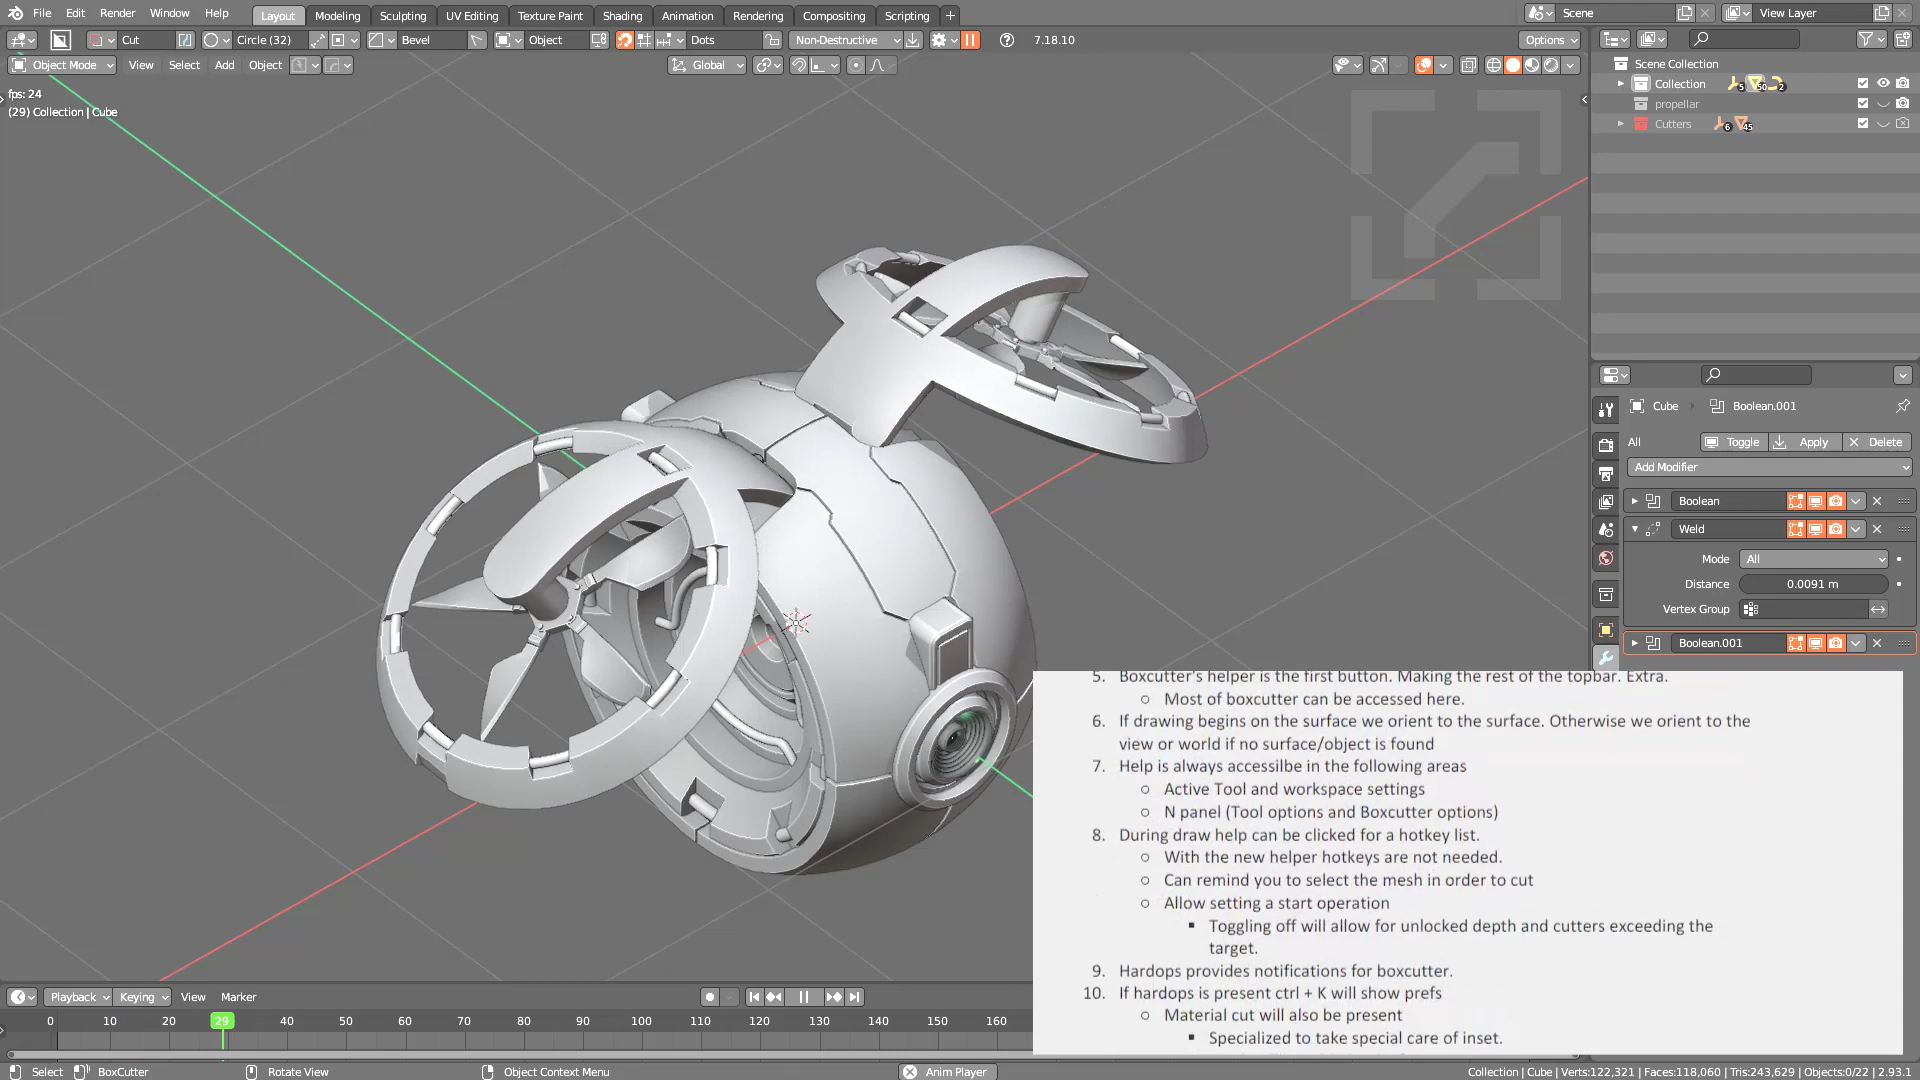 File Edit Render Window Help Layout Modeling Sculpting UV Editing Texture Paint Shading Animation Rendering Compositing Scripting + Scene View Layer
Cut Circle (32) Bevel Object Dots Non-Destructive 7.18.10 Options
Object Mode View Select Add Object Global
fps: 24
(29) Collection | Cube
Scene Collection
Collection 5 50 2
propellar
Cutters 6 45
Cube Boolean.001
All Toggle Apply Delete
Add Modifier
Boolean
Weld
Mode All
Distance 0.0091 m
Vertex Group
Boolean.001
5. Boxcutter's helper is the first button. Making the rest of the topbar. Extra.
○ Most of boxcutter can be accessed here.
6. If drawing begins on the surface we orient to the surface. Otherwise we orient to the
view or world if no surface/object is found
7. Help is always accessilbe in the following areas
○ Active Tool and workspace settings
○ N panel (Tool options and Boxcutter options)
8. During draw help can be clicked for a hotkey list.
○ With the new helper hotkeys are not needed.
○ Can remind you to select the mesh in order to cut
○ Allow setting a start operation
▪ Toggling off will allow for unlocked depth and cutters exceeding the
target.
9. Hardops provides notifications for boxcutter.
10. If hardops is present ctrl + K will show prefs
○ Material cut will also be present
▪ Specialized to take special care of inset.
Playback Keying View Marker
0 10 20 29 40 50 60 70 80 90 100 110 120 130 140 150 160
Select BoxCutter Rotate View Object Context Menu Anim Player Collection | Cube | Verts:122,321 | Faces:118,060 | Tris:243,629 | Objects:0/22 | 2.93.1